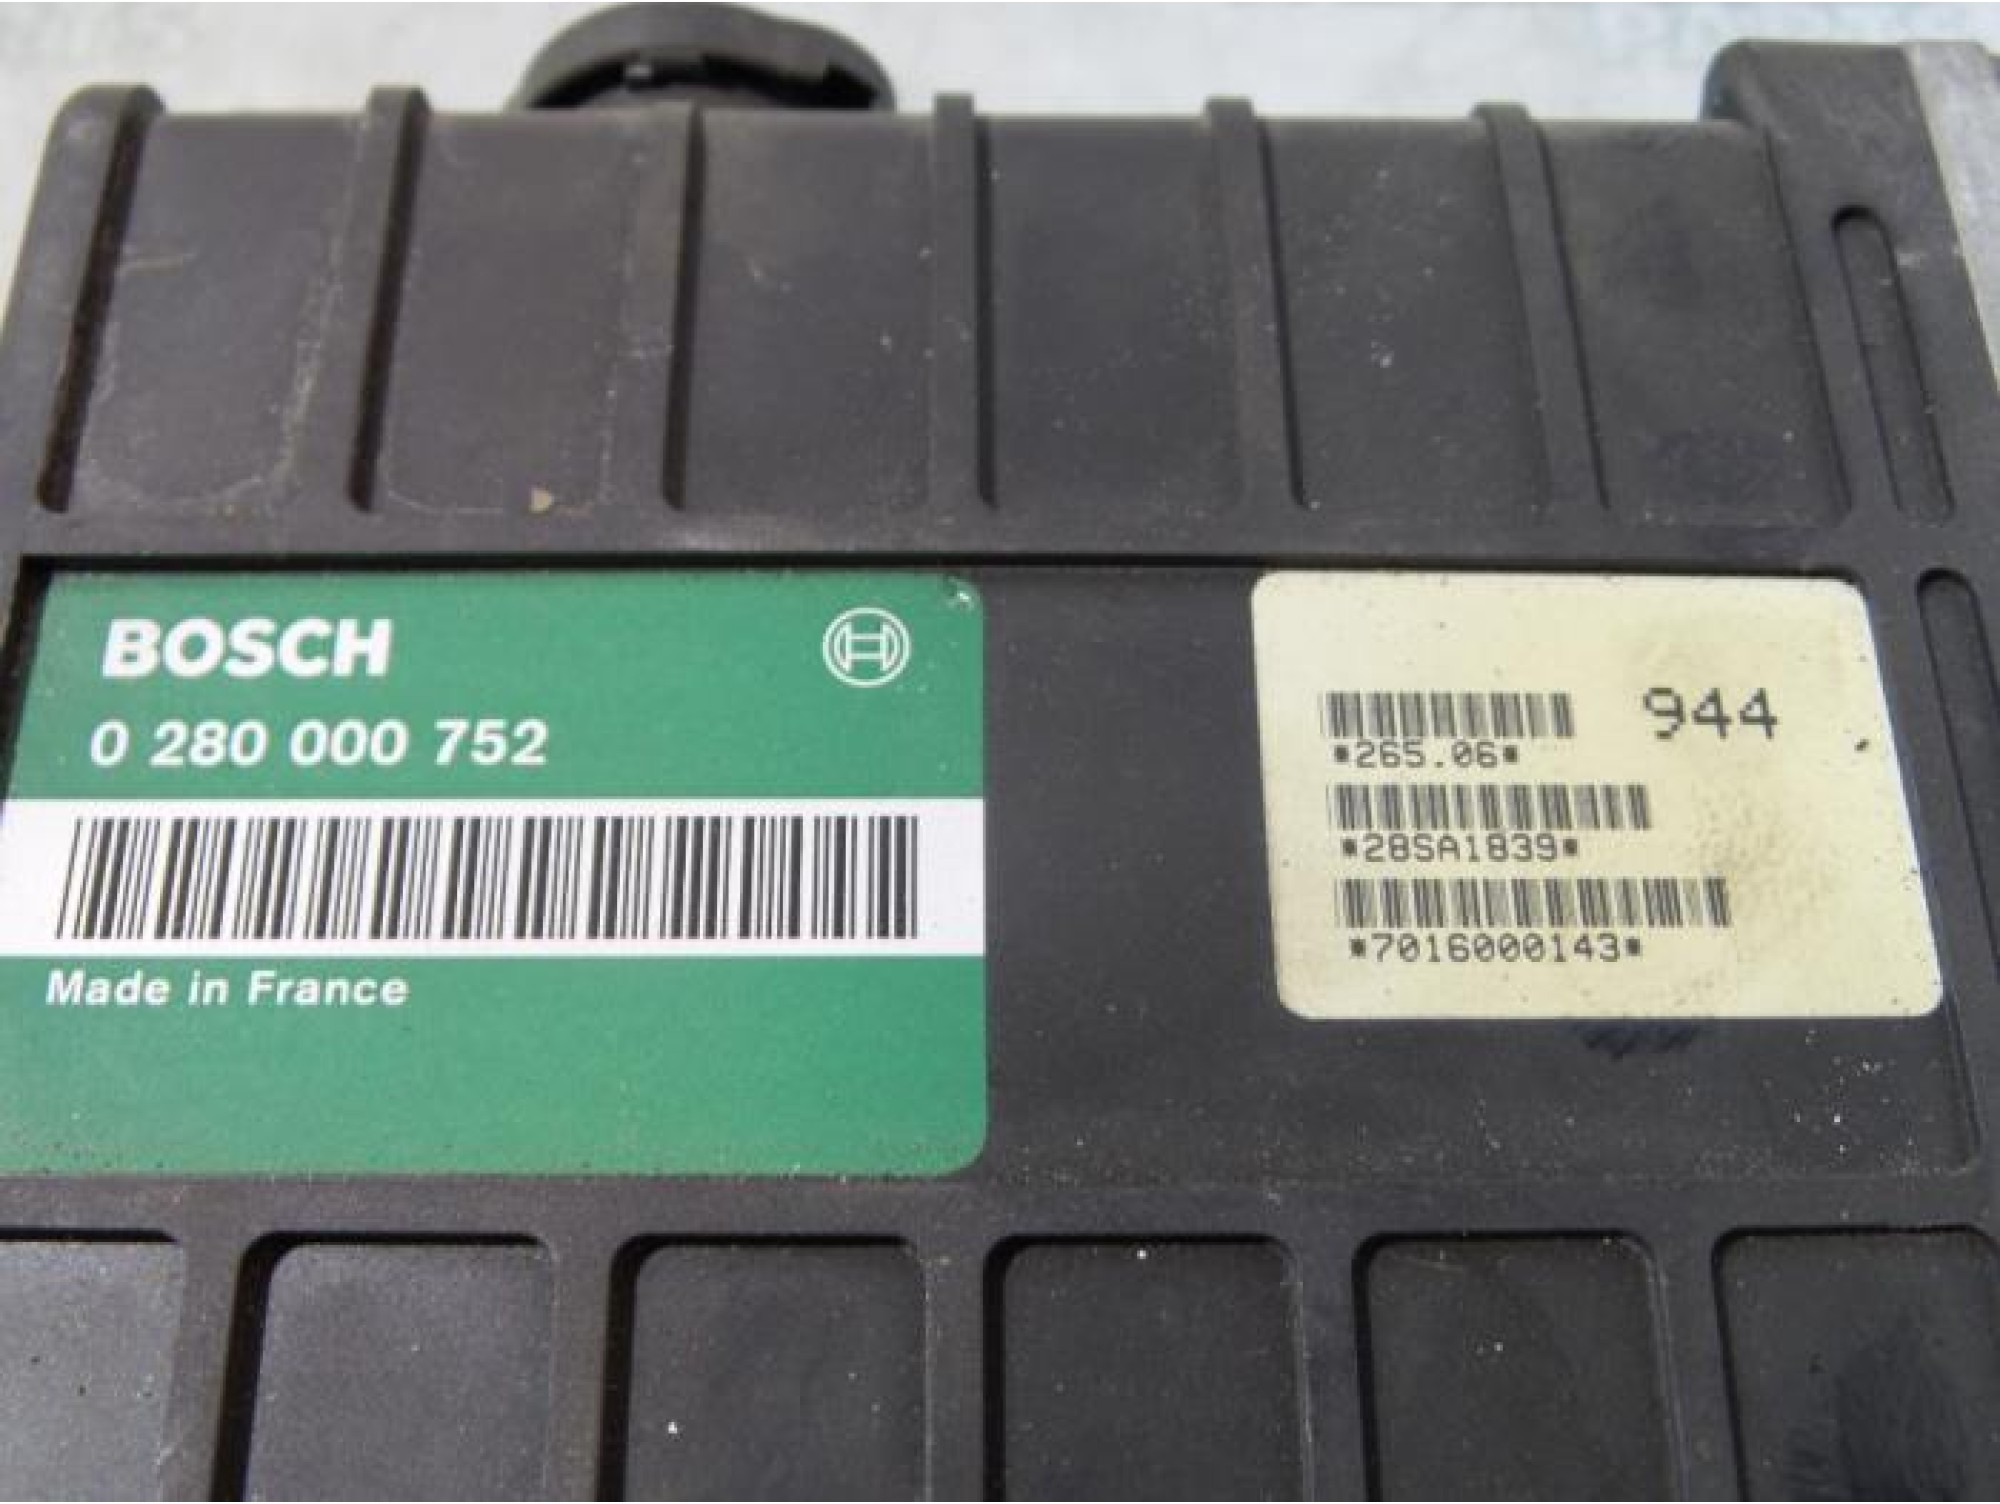 BOSCH
0 280 000 752
Made in France
944
*265.06*
*28SA1839*
*7016000143*